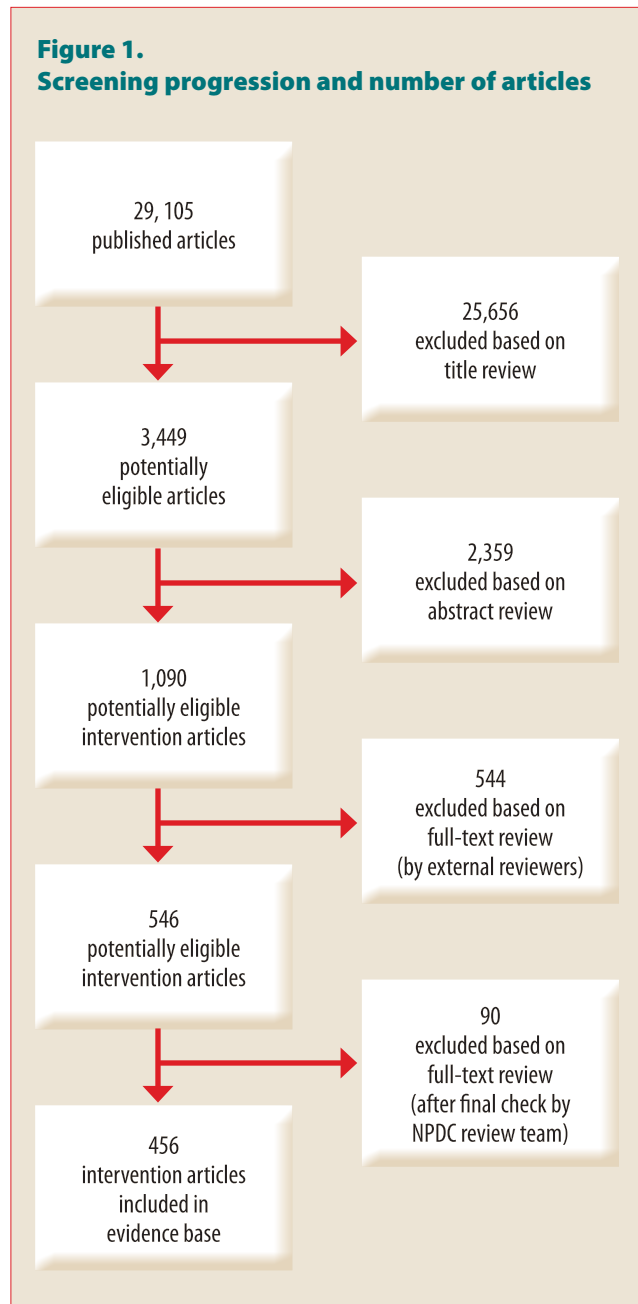 Figure 1.
Screening progression and number of articles
29, 105
published articles
25,656
excluded based on
title review
3,449
potentially
eligible articles
2,359
excluded based on
abstract review
1,090
potentially eligible
intervention articles
544
excluded based on
full-text review
(by external reviewers)
546
potentially eligible
intervention articles
90
excluded based on
full-text review
(after final check by
NPDC review team)
456
intervention articles
included in
evidence base